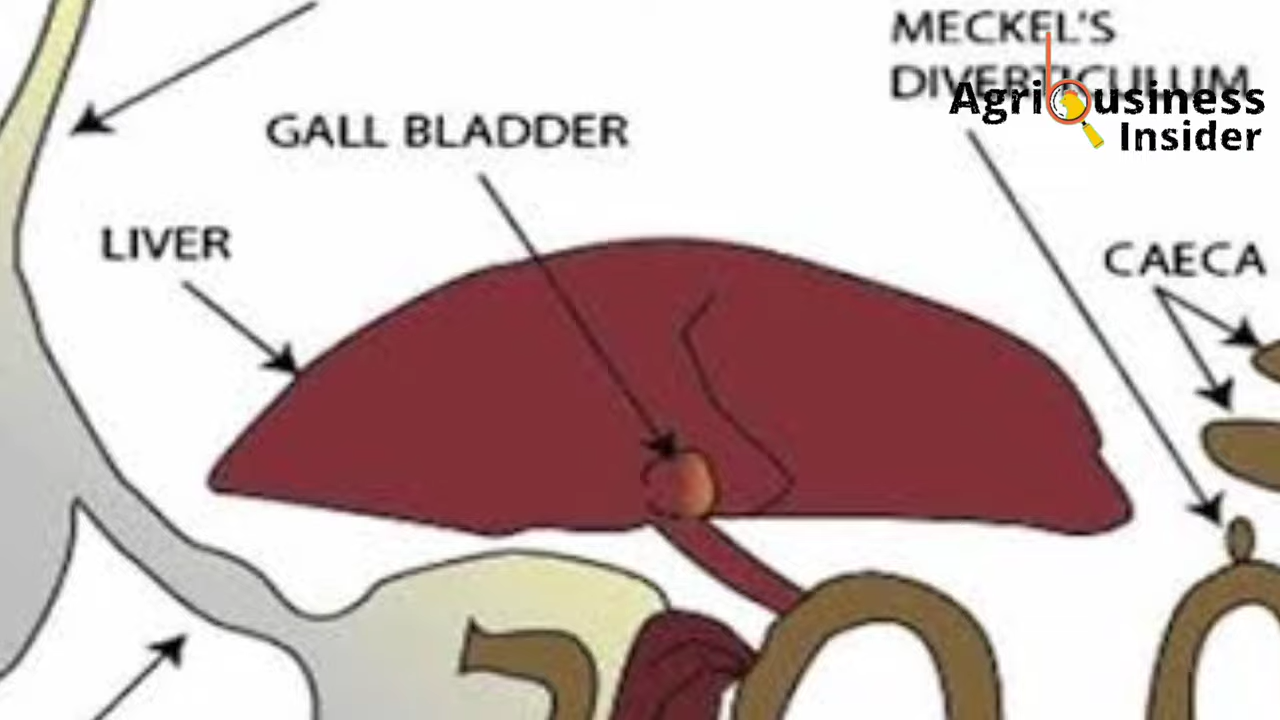 MECKEL'S
DIVERTICULUM
Agribusiness
Insider
GALL BLADDER
LIVER
CAECA